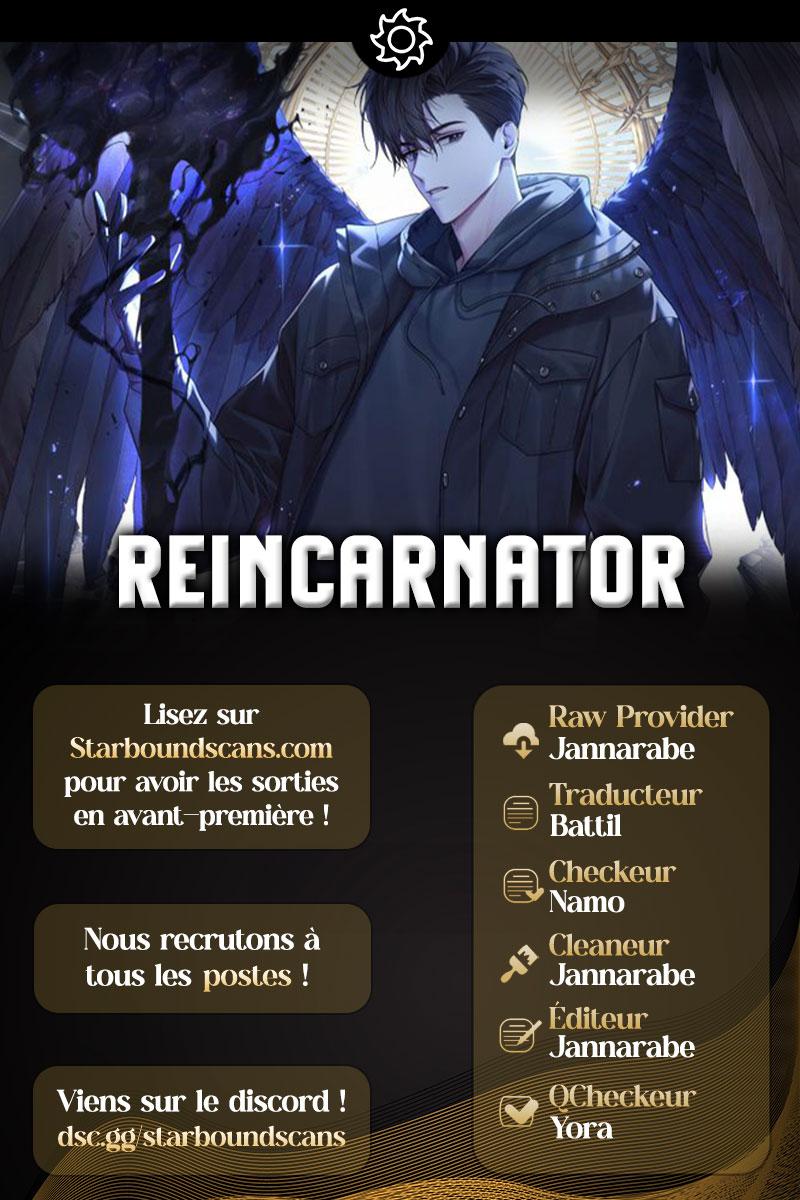 REINCARNATOR
Lisez sur
Starboundscans.com
pour avoir les sorties
en avant-première !
Nous recrutons à
tous les postes !
Viens sur le discord !
dsc.gg/starboundscans
Raw Provider
Jannarabe
Traducteur
Battil
Checkeur
Namo
Cleaneur
Jannarabe
Éditeur
Jannarabe
QCheckeur
Yora